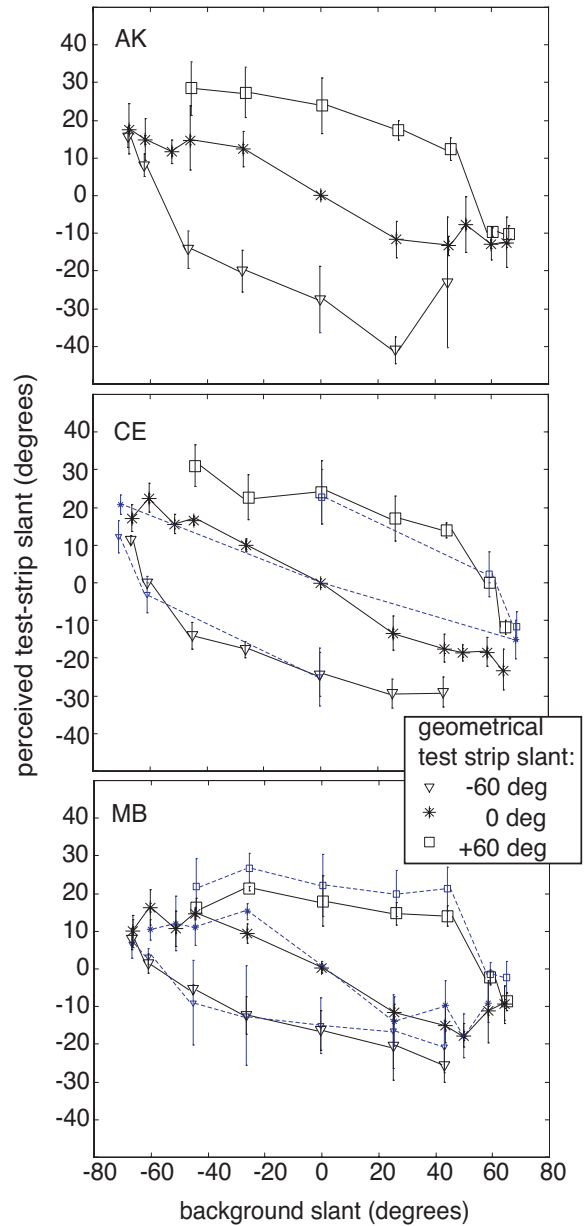 AK
40
30
20
10
0
-10
-20
-30
-40
CE
40
30
20
10
0
-10
-20
-30
-40
-50
perceived test-strip slant (degrees)
geometrical
test strip slant:
-60 deg
0 deg
+60 deg
MB
40
30
20
10
0
-10
-20
-30
-40
-80 -60 -40 -20 0 20 40 60 80
background slant (degrees)